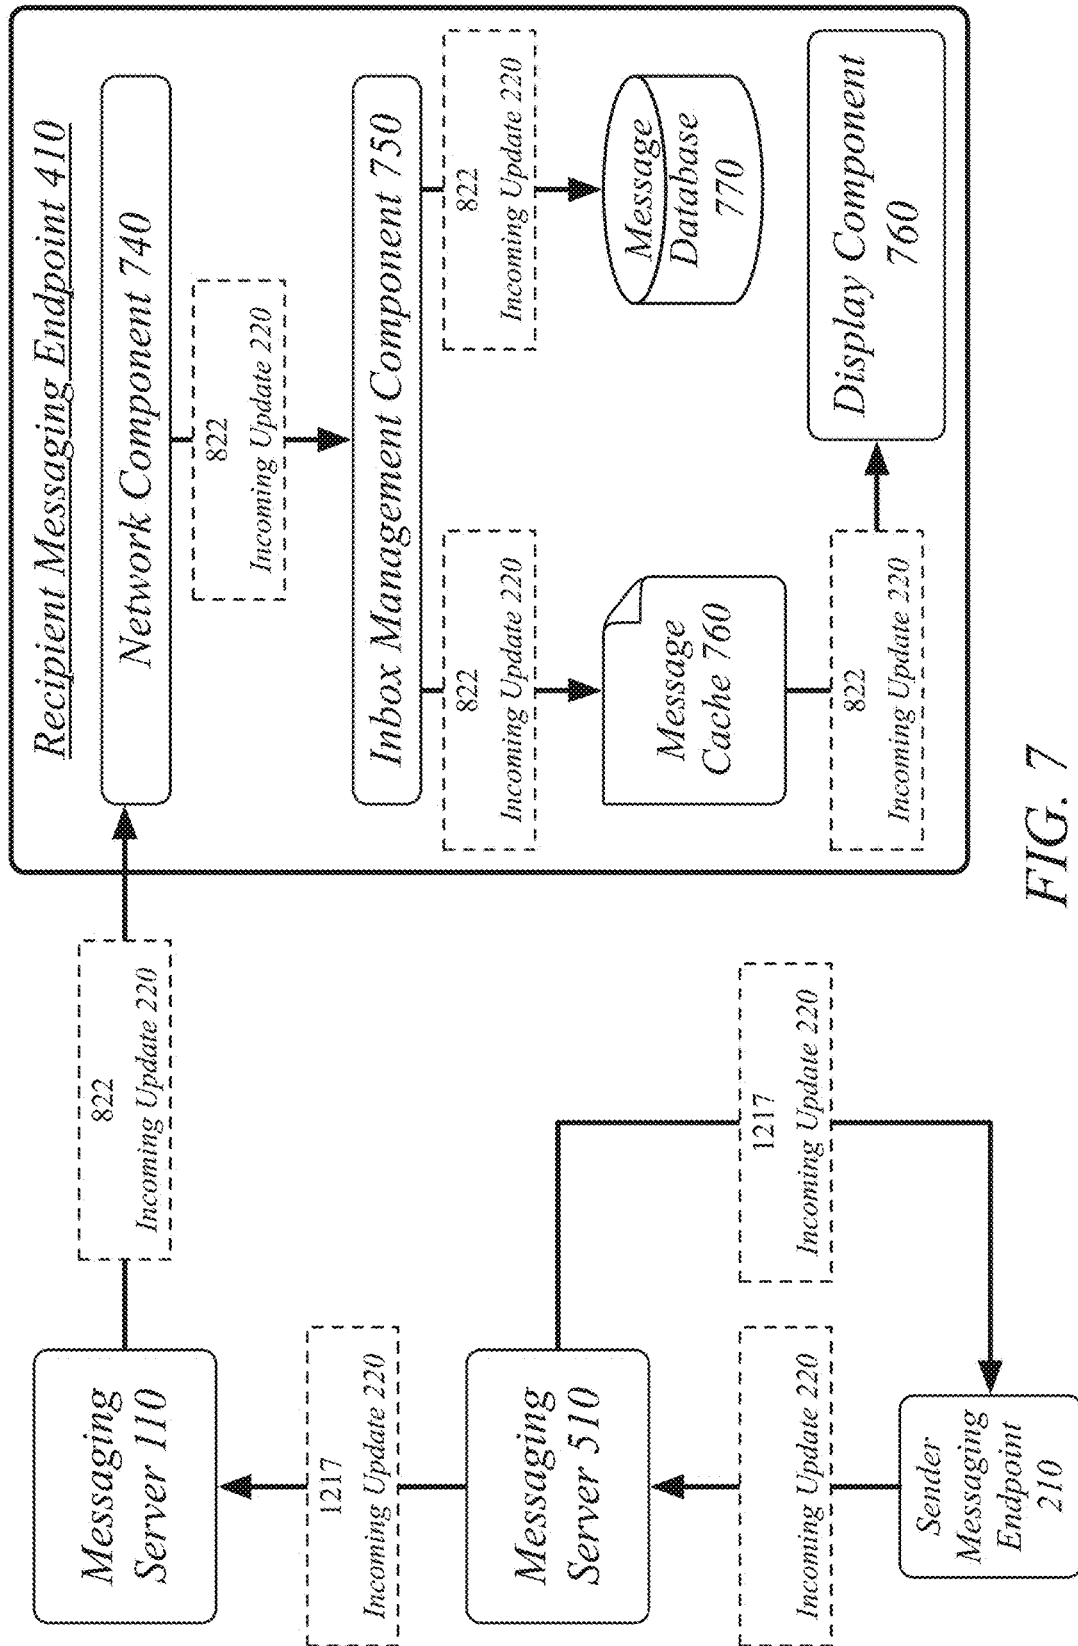 Recipient Messaging Endpoint 410
Network Component 740
822
Incoming Update 220
Inbox Management Component 750
822
Incoming Update 220
822
Incoming Update 220
Message
Cache 760
Message
Database
770
822
Incoming Update 220
Display Component
760
822
Incoming Update 220
Messaging
Server 110
1217
Incoming Update 220
Messaging
Server 510
1217
Incoming Update 220
Incoming Update 220
Sender
Messaging
Endpoint
210
FIG. 7